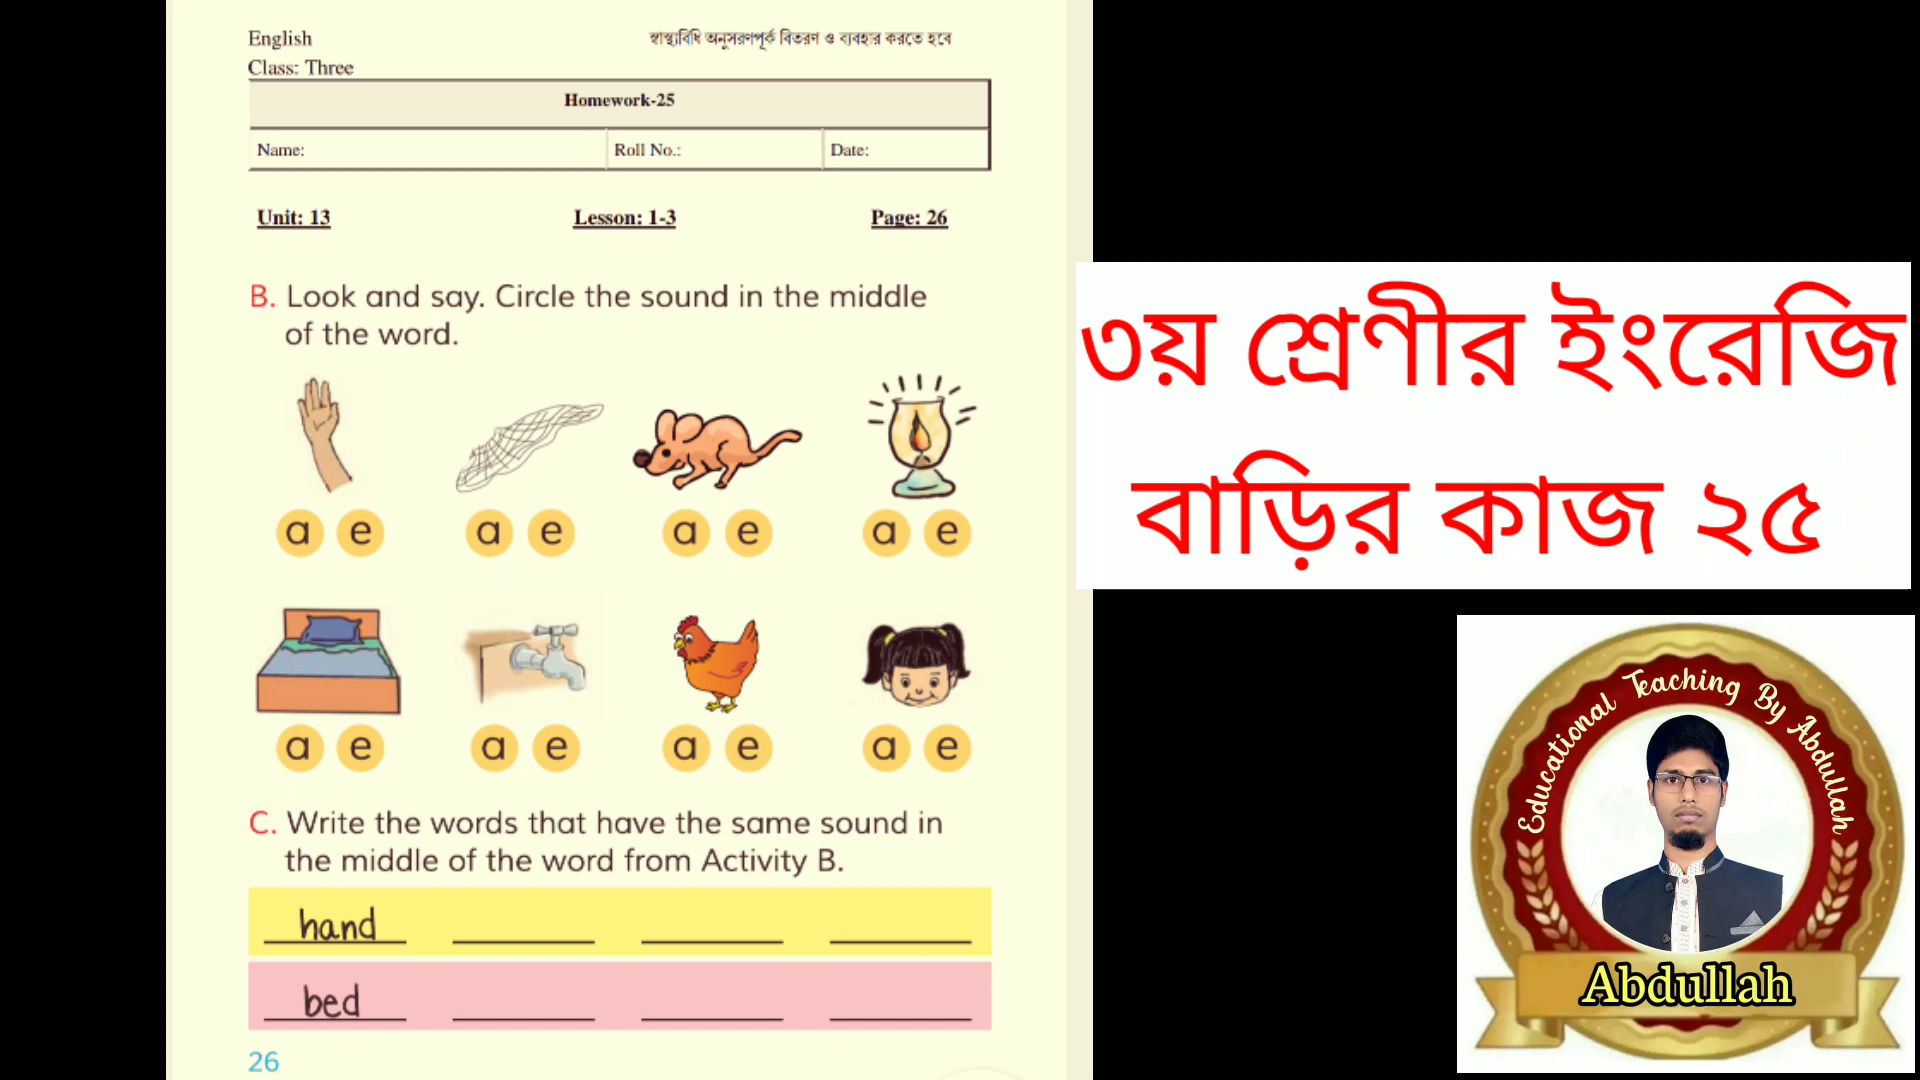 English
স্বাস্থ্যবিধি অনুসরণপূর্বক বিতরণ ও ব্যবহার করতে হবে
Class: Three
Homework-25
Name:
Roll No.:
Date:
Unit: 13
Lesson: 1-3
Page: 26
B. Look and say. Circle the sound in the middle
of the word.
a e a e a e a e
a e a e a e a e
C. Write the words that have the same sound in
the middle of the word from Activity B.
hand
bed
26
৩য় শ্রেণীর ইংরেজি
বাড়ির কাজ ২৫
Educational Teaching By Abdullah
Abdullah